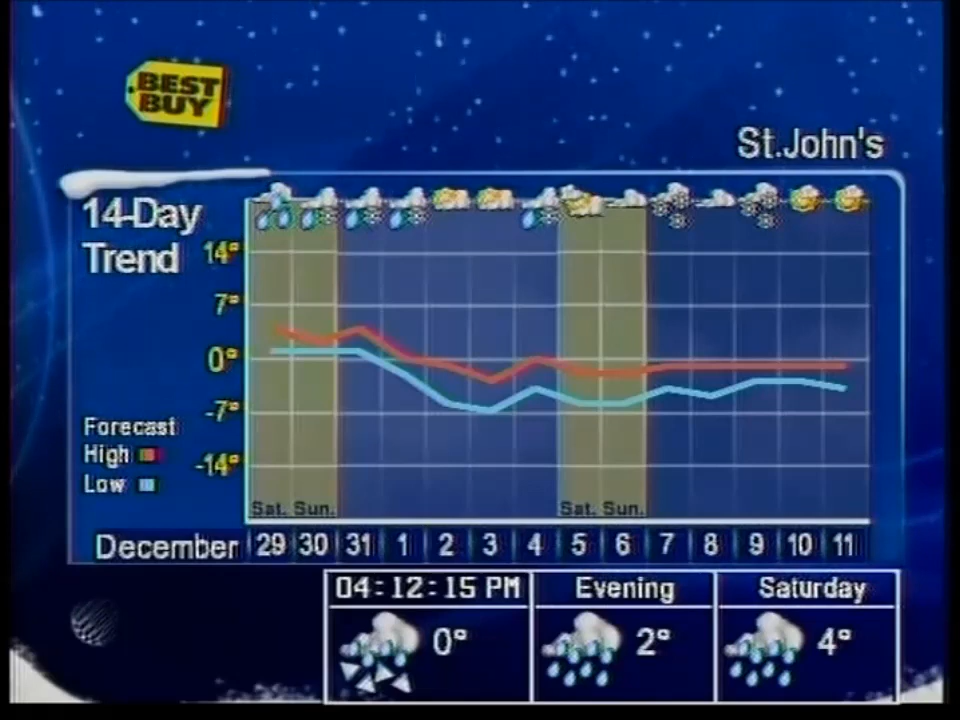 BEST
BUY
St.John's
14-Day
Trend
14°
7°
0°
-7°
-14°
Forecast
High
Low
Sat. Sun. Sat. Sun.
December 29 30 31 1 2 3 4 5 6 7 8 9 10 11
04:12:15 PM Evening Saturday
0° 2° 4°